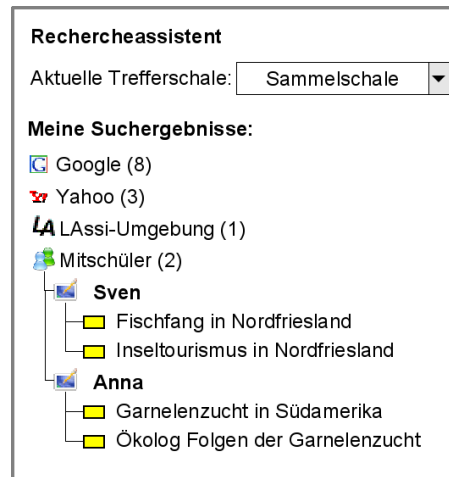 Rechercheassistent
Aktuelle Trefferschale: Sammelschale
Meine Suchergebnisse:
G Google (8)
Y! Yahoo (3)
LA LAssi-Umgebung (1)
Mitschüler (2)
Sven
Fischfang in Nordfriesland
Inseltourismus in Nordfriesland
Anna
Garnelenzucht in Südamerika
Ökolog Folgen der Garnelenzucht